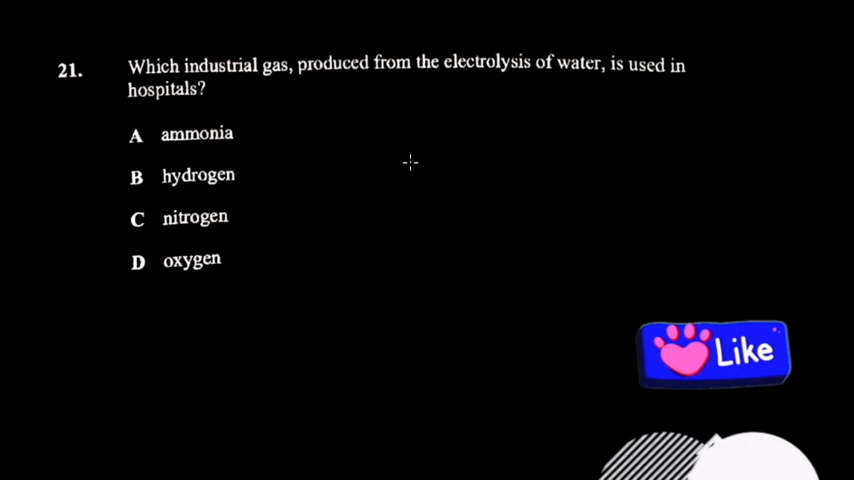 21. Which industrial gas, produced from the electrolysis of water, is used in
hospitals?
A ammonia
B hydrogen
C nitrogen
D oxygen
Like